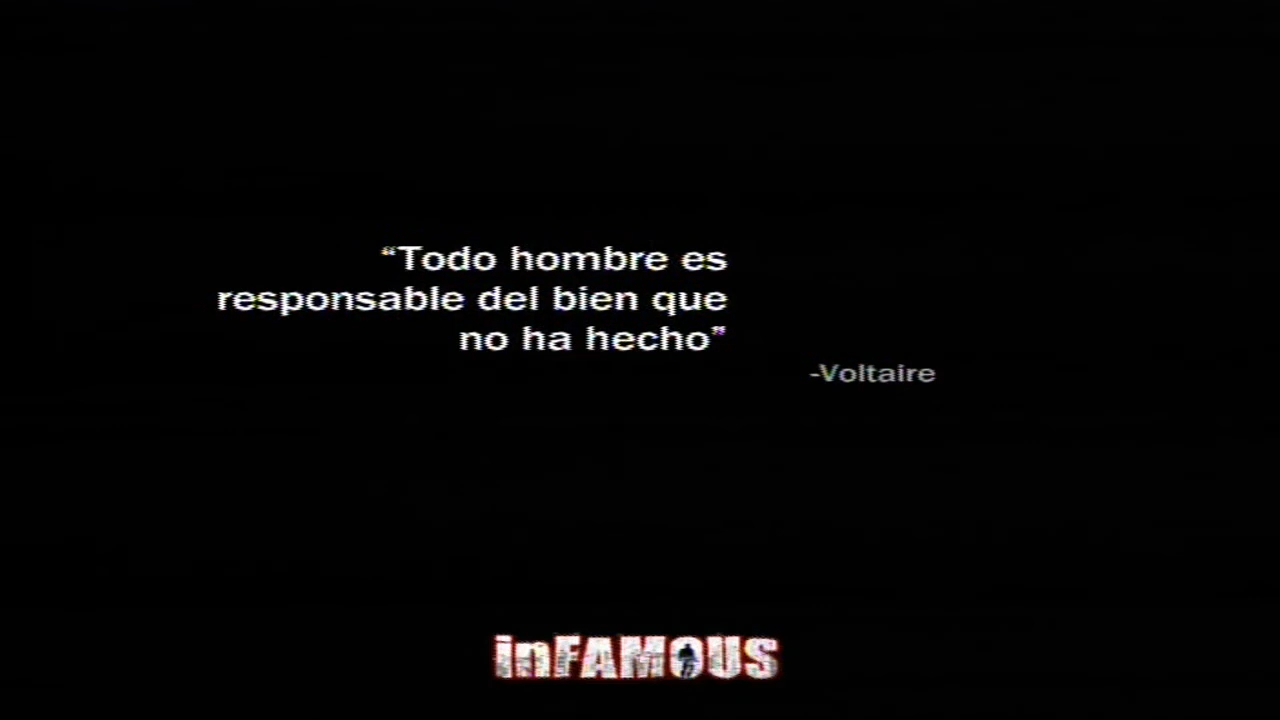 “Todo hombre es
responsable del bien que
no ha hecho”
-Voltaire
inFAMOUS